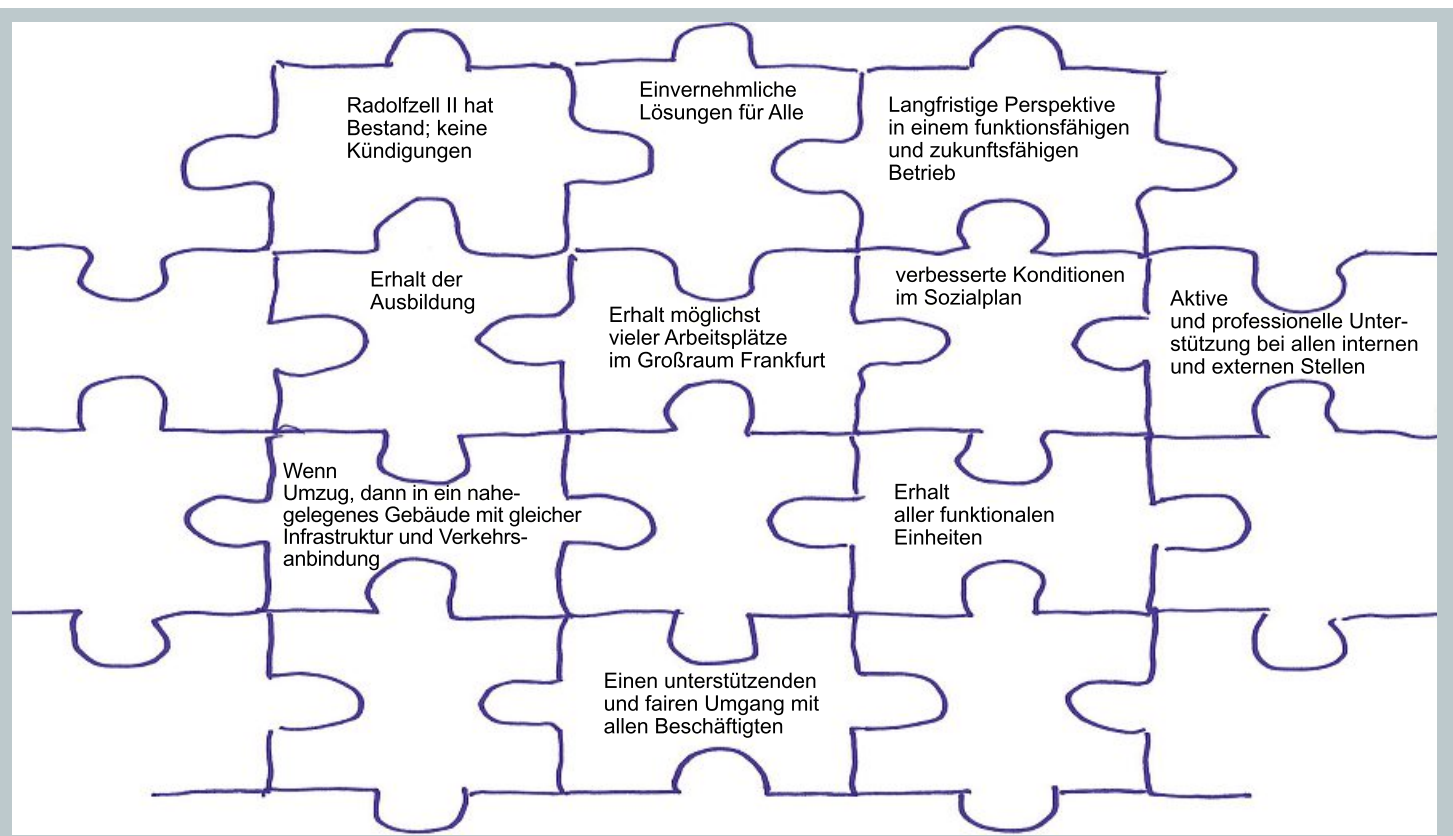 Radolfzell II hat
Bestand; keine
Kündigungen
Einvernehmliche
Lösungen für Alle
Langfristige Perspektive
in einem funktionsfähigen
und zukunftsfähigen
Betrieb
Erhalt der
Ausbildung
Erhalt möglichst
vieler Arbeitsplätze
im Großraum Frankfurt
verbesserte Konditionen
im Sozialplan
Aktive
und professionelle Unter-
stützung bei allen internen
und externen Stellen
Wenn
Umzug, dann in ein nahe-
gelegenes Gebäude mit gleicher
Infrastruktur und Verkehrs-
anbindung
Erhalt
aller funktionalen
Einheiten
Einen unterstützenden
und fairen Umgang mit
allen Beschäftigten